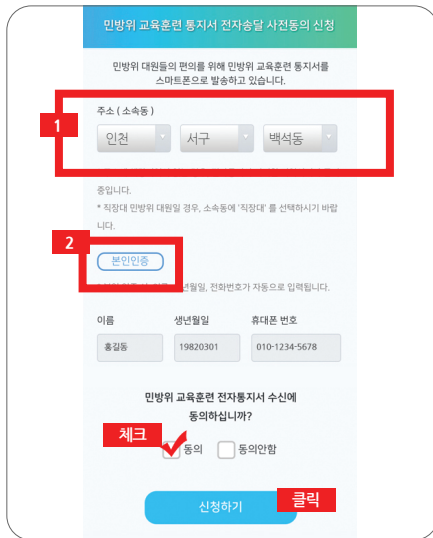 민방위 교육훈련 통지서 전자송달 사전동의 신청
민방위 대원들의 편의를 위해 민방위 교육훈련 통지서를
스마트폰으로 발송하고 있습니다.
주소 ( 소속동 )
1
인천 서구 백석동
중입니다.
* 직장대 민방위 대원일 경우, 소속동에 '직장대' 를 선택하시기 바랍
니다.
2
본인인증
년월일, 전화번호가 자동으로 입력됩니다.
이름 생년월일 휴대폰 번호
홍길동 19820301 010-1234-5678
민방위 교육훈련 전자통지서 수신에
동의하십니까?
체크
동의 동의안함
신청하기 클릭